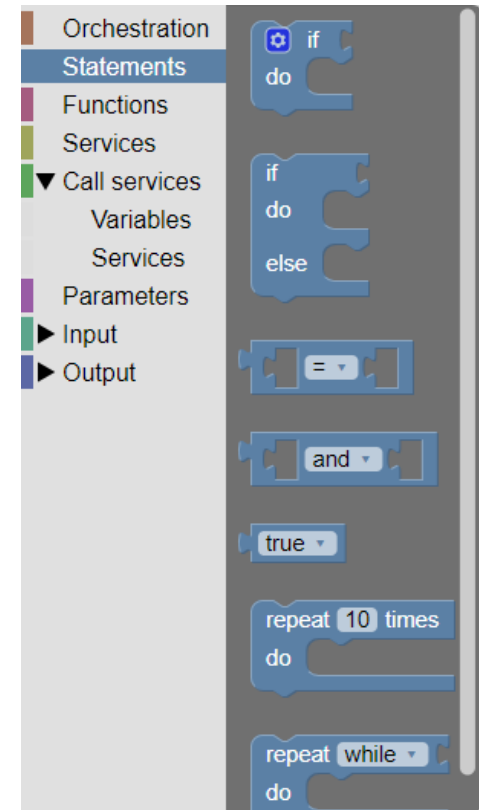 Orchestration
Statements
Functions
Services
Call services
Variables
Services
Parameters
Input
Output
if
do
if
do
else
=
and
true
repeat 10 times
do
repeat while
do